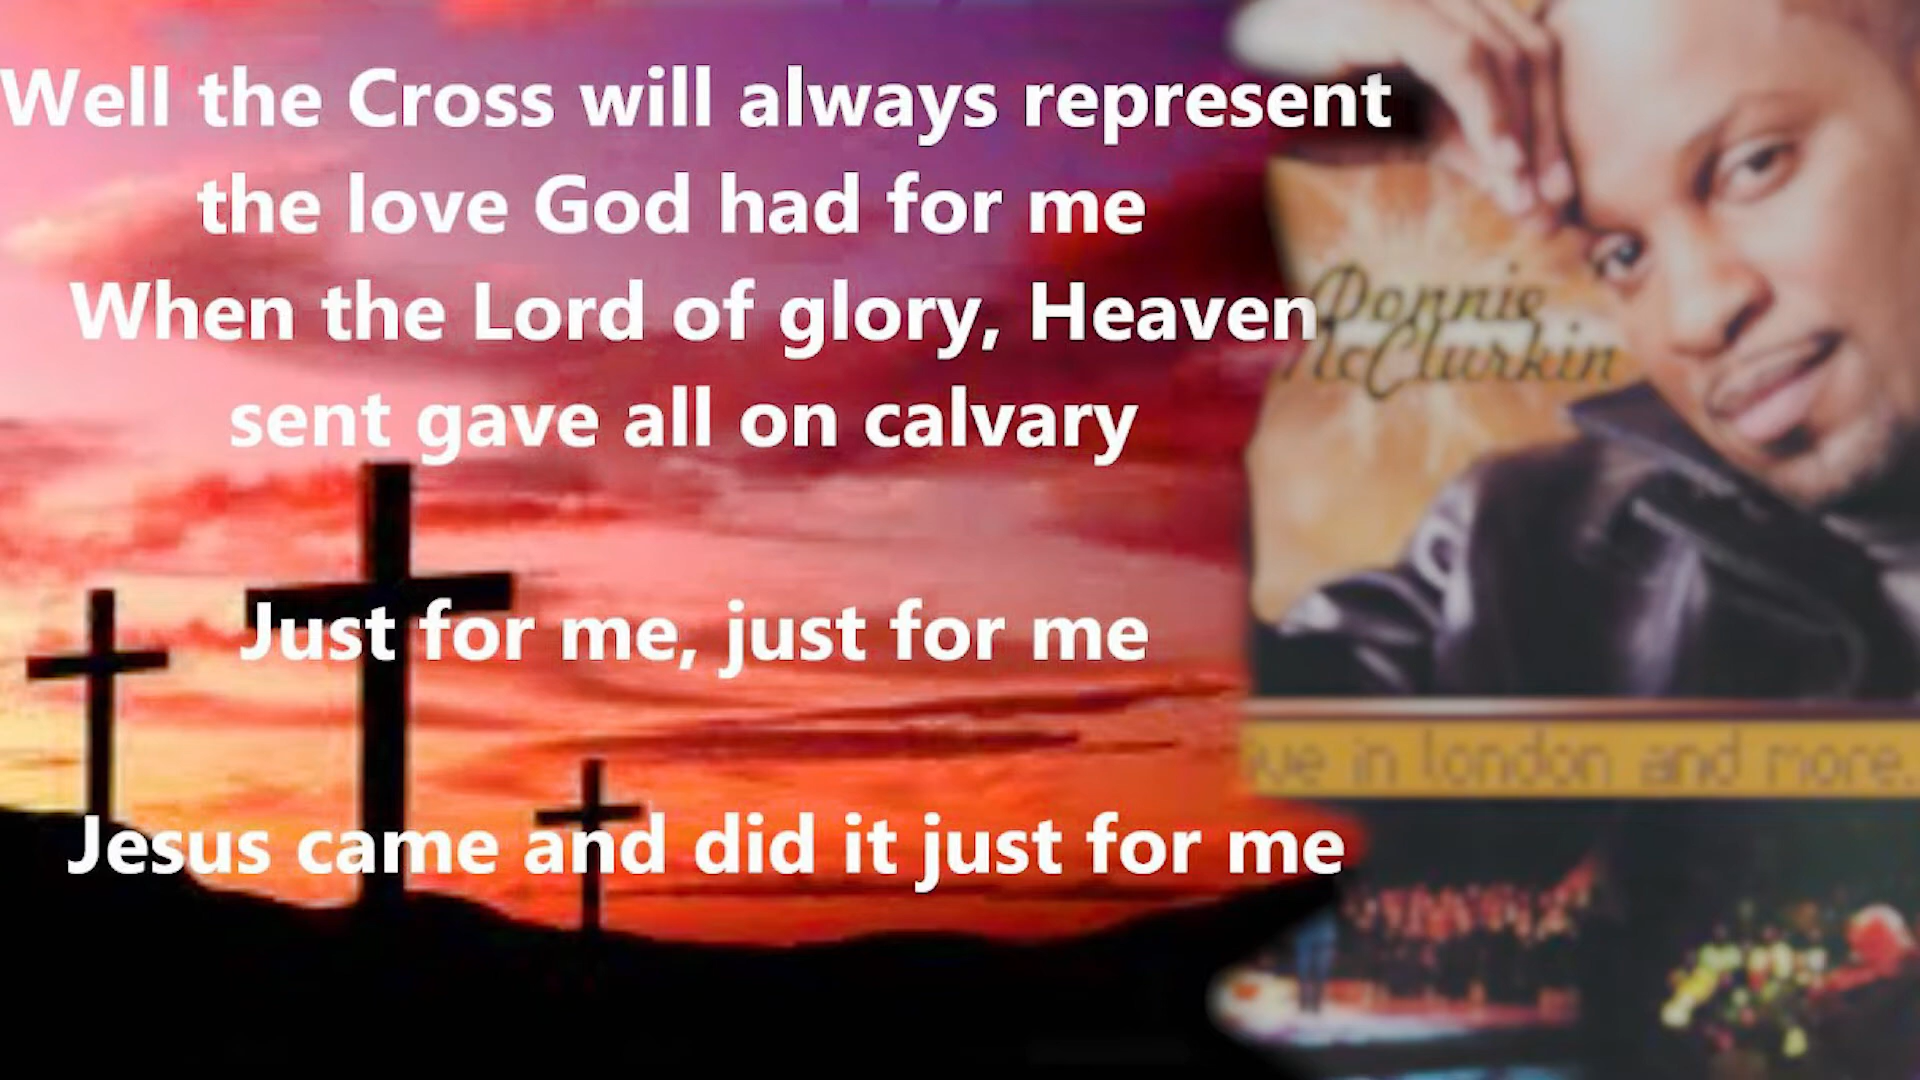 Well the Cross will always represent
the love God had for me
When the Lord of glory, Heaven
sent gave all on calvary
Just for me, just for me
Jesus came and did it just for me
Donnie
McClurkin
live in london and more.